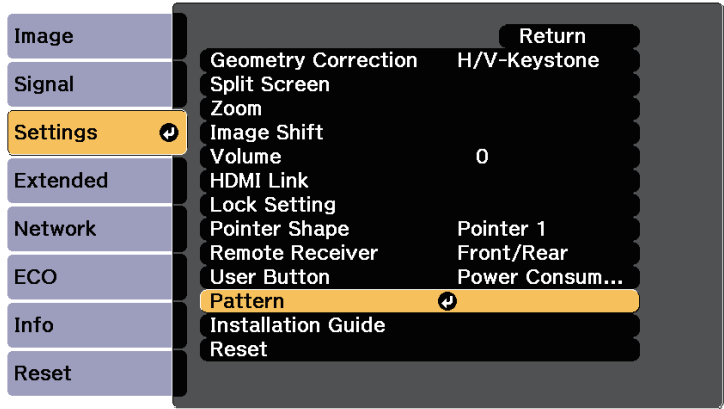 Image
Signal
Settings
Extended
Network
ECO
Info
Reset
Return
Geometry Correction H/V-Keystone
Split Screen
Zoom
Image Shift
Volume 0
HDMI Link
Lock Setting
Pointer Shape Pointer 1
Remote Receiver Front/Rear
User Button Power Consum...
Pattern
Installation Guide
Reset